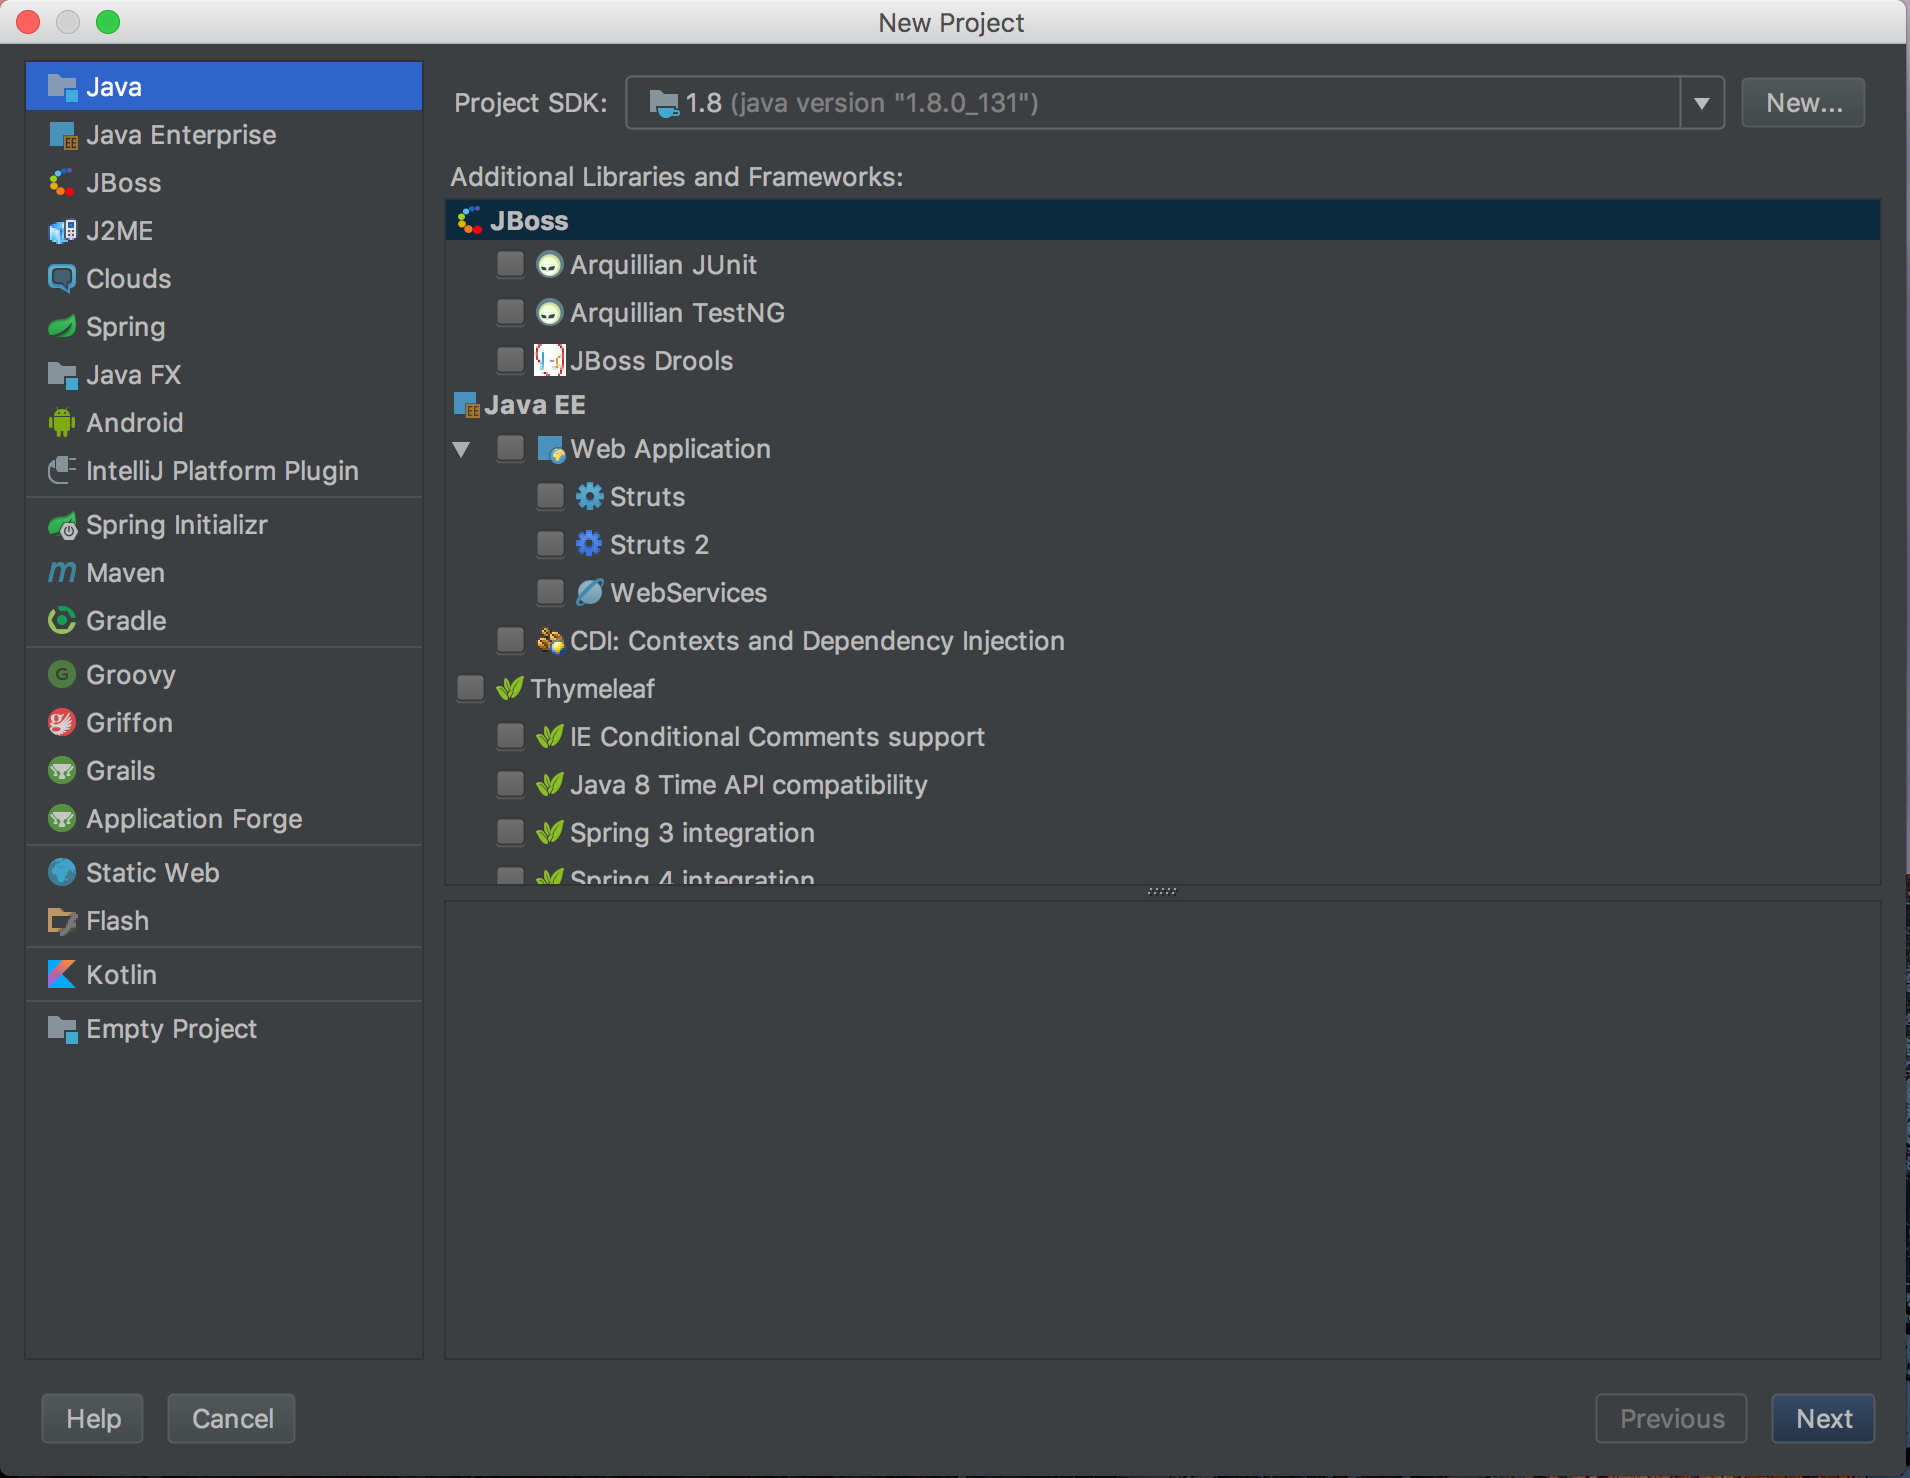 New Project
Java
Java Enterprise
JBoss
J2ME
Clouds
Spring
Java FX
Android
IntelliJ Platform Plugin
Spring Initializr
Maven
Gradle
Groovy
Griffon
Grails
Application Forge
Static Web
Flash
Kotlin
Empty Project
Project SDK: 1.8 (java version "1.8.0_131") New...
Additional Libraries and Frameworks:
JBoss
Arquillian JUnit
Arquillian TestNG
JBoss Drools
Java EE
Web Application
Struts
Struts 2
WebServices
CDI: Contexts and Dependency Injection
Thymeleaf
IE Conditional Comments support
Java 8 Time API compatibility
Spring 3 integration
Spring 4 integration
Help Cancel Previous Next